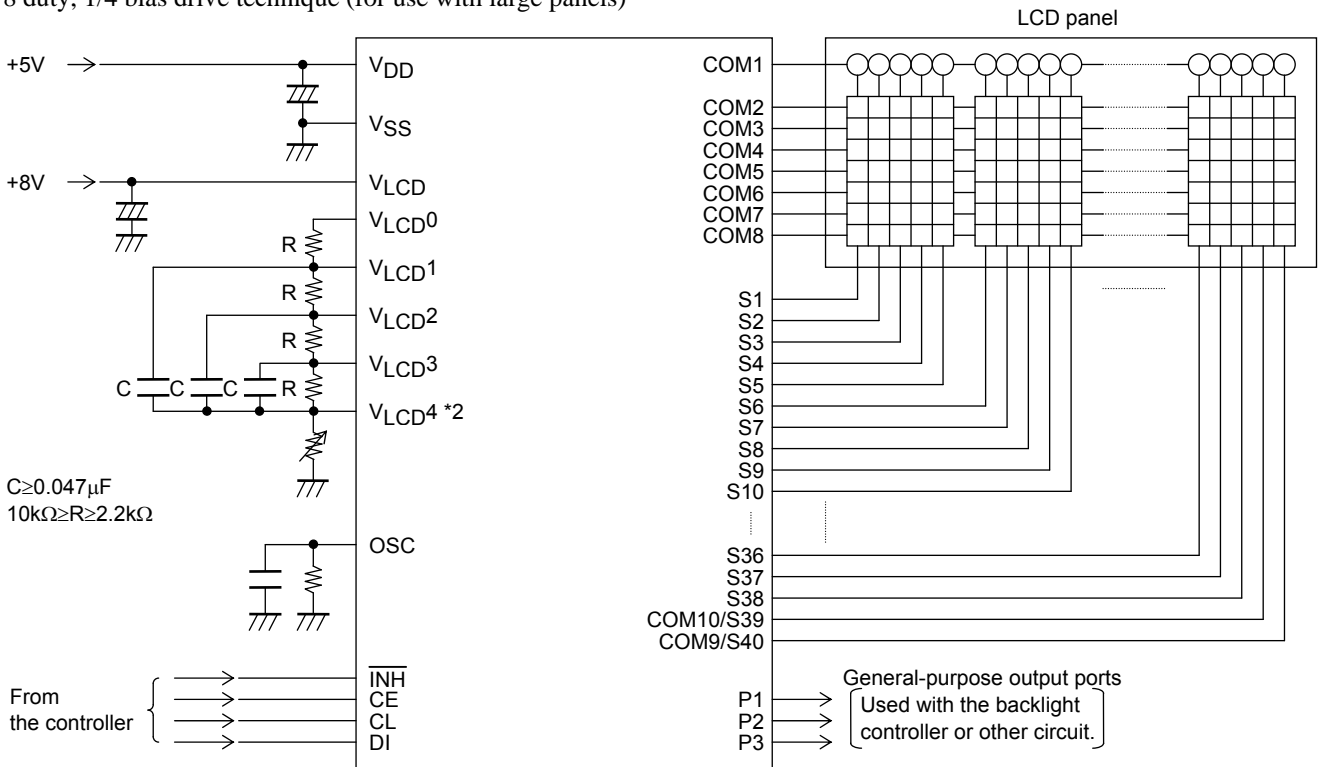 8 duty, 1/4 bias drive technique (for use with large panels)
LCD panel
+5V
VDD
VSS
+8V
VLCD
VLCD0
R
VLCD1
R
VLCD2
R
VLCD3
C
C
C
R
VLCD4 *2
C≥0.047μF
10kΩ≥R≥2.2kΩ
OSC
From
the controller
INH
CE
CL
DI
COM1
COM2
COM3
COM4
COM5
COM6
COM7
COM8
S1
S2
S3
S4
S5
S6
S7
S8
S9
S10
S36
S37
S38
COM10/S39
COM9/S40
P1
P2
P3
General-purpose output ports
Used with the backlight
controller or other circuit.